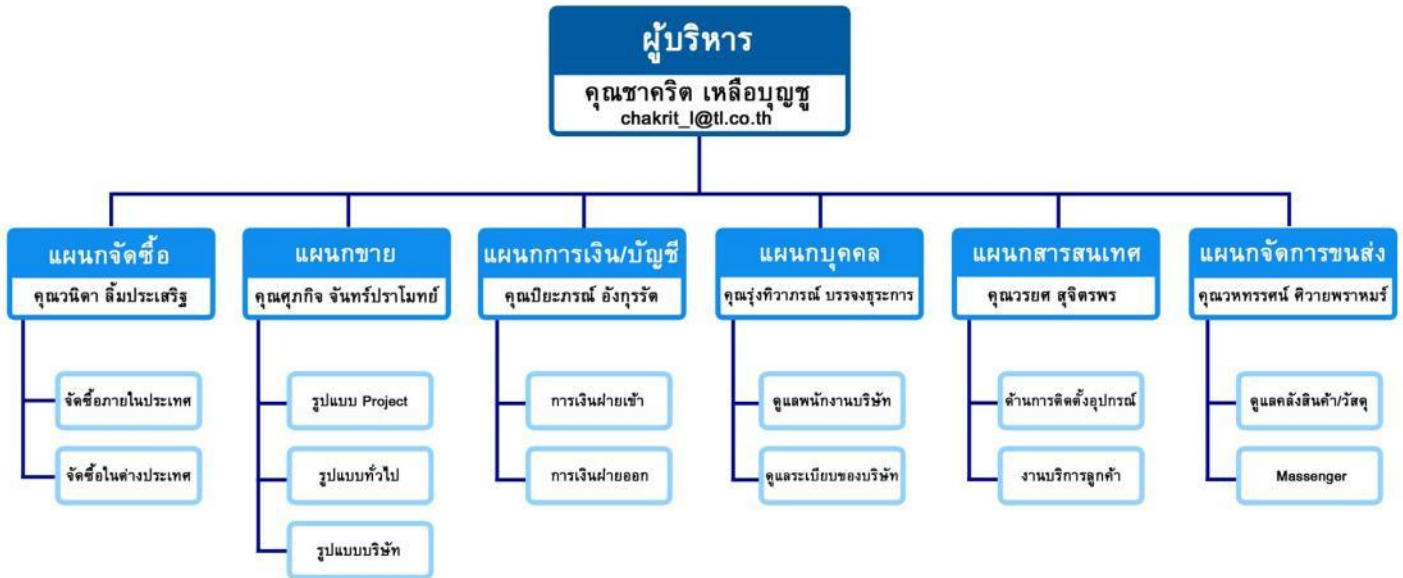 ผู้บริหาร
คุณชาคริต เหลือบุญชู
chakrit_l@tl.co.th
แผนกจัดซื้อ
คุณวนิดา ลิ้มประเสริฐ
จัดซื้อภายในประเทศ
จัดซื้อในต่างประเทศ
แผนกขาย
คุณศุภกิจ จันทร์ปราโมทย์
รูปแบบ Project
รูปแบบทั่วไป
รูปแบบบริษัท
แผนกการเงิน/บัญชี
คุณปิยะภรณ์ อังกุรรัต
การเงินฝ่ายเข้า
การเงินฝ่ายออก
แผนกบุคคล
คุณรุ่งทิวาภรณ์ บรรจงธุระการ
ดูแลพนักงานบริษัท
ดูแลระเบียบของบริษัท
แผนกสารสนเทศ
คุณวรยศ สุจิตรพร
ด้านการติดตั้งอุปกรณ์
งานบริการลูกค้า
แผนกจัดการขนส่ง
คุณวหทรรศน์ ศิวายพราหมร์
ดูแลคลังสินค้า/วัสดุ
Massenger